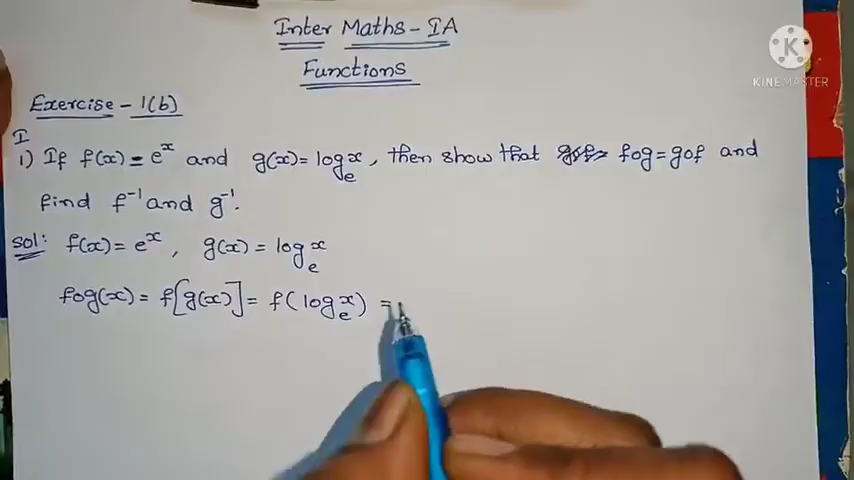 Inter Maths - IA
Functions
KINEMASTER
Exercise - 1(b)
I
1) If f(x) = e^x and g(x) = log_e x, then show that fog = gof and
find f^-1 and g^-1.
Sol: f(x) = e^x, g(x) = log_e x
fog(x) = f[g(x)] = f(log_e x) =